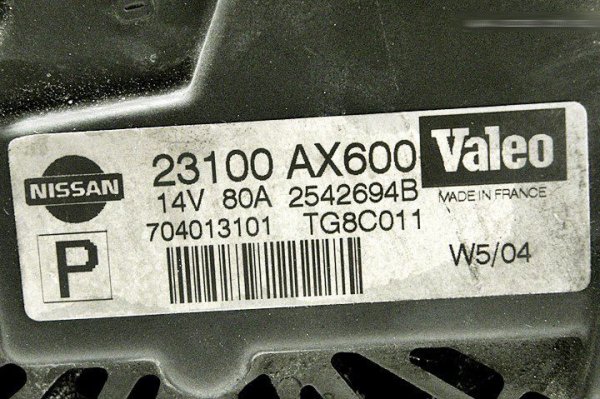 NISSAN
23100 AX600
Valeo
14V 80A 2542694B
MADE IN FRANCE
704013101 TG8C011
P
W5/04